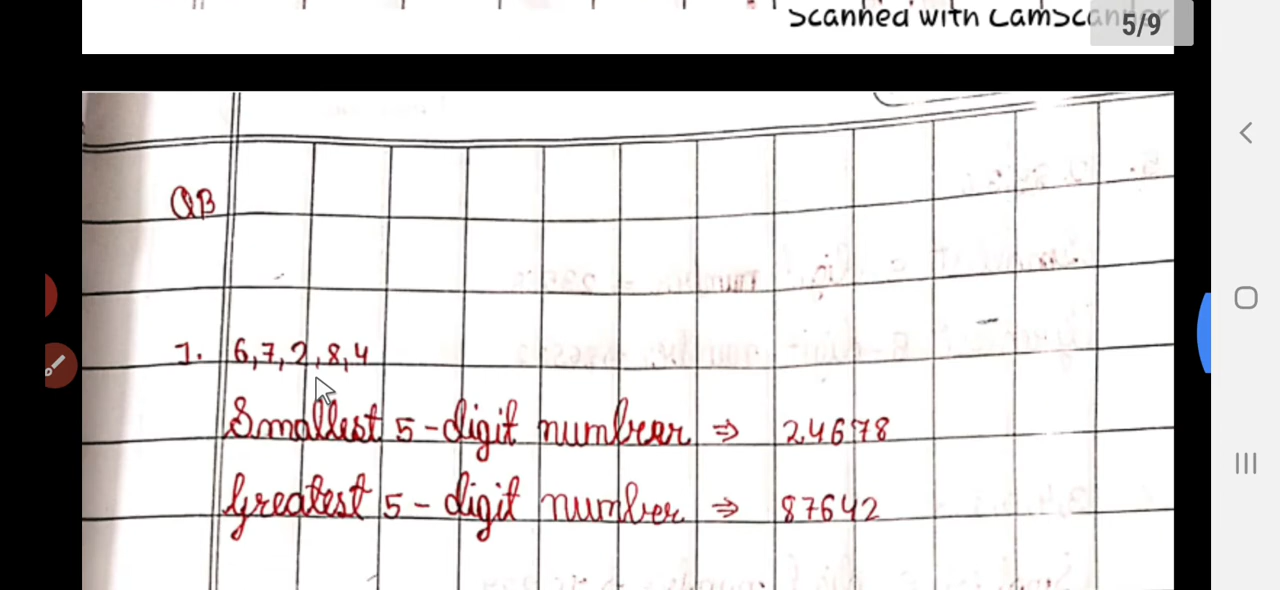 Scanned with CamScanner
5/9
QB
1. 6,7,2,8,4
Smallest 5-digit number ⇒ 24678
Greatest 5-digit number ⇒ 87642